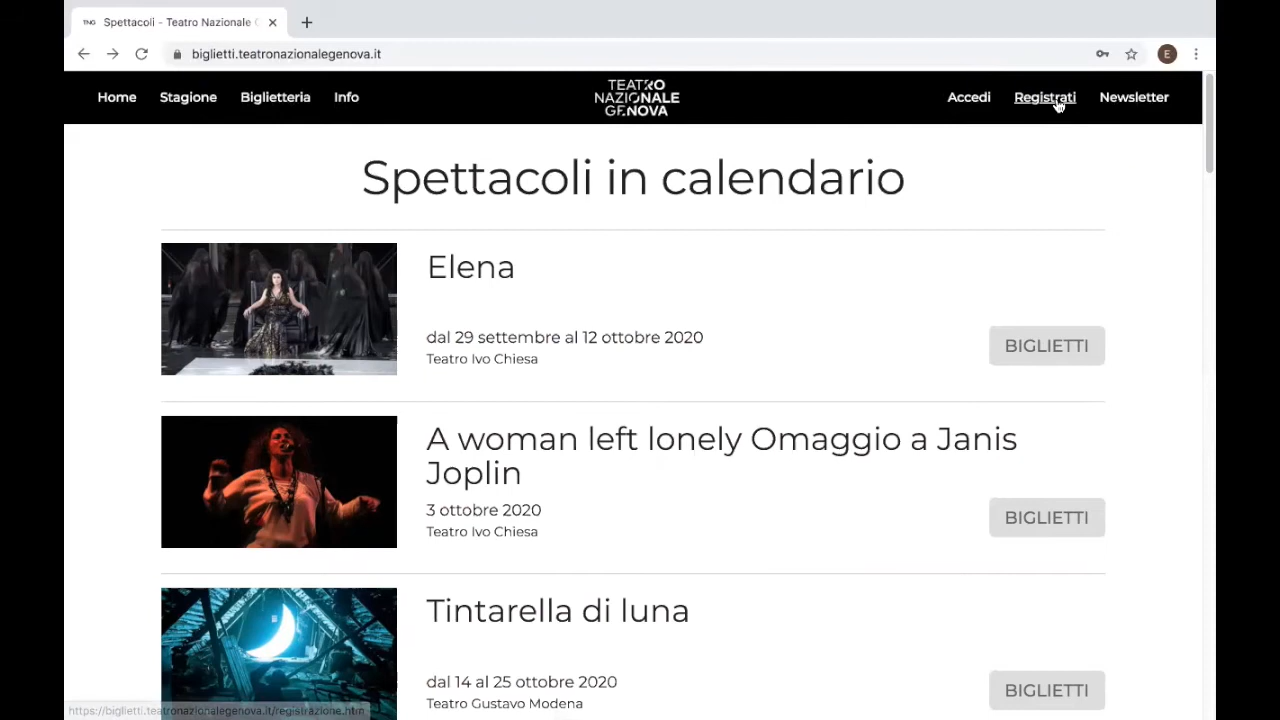 Spettacoli - Teatro Nazionale
biglietti.teatronazionalegenova.it
E
Home Stagione Biglietteria Info
TEATRO
NAZIONALE
GENOVA
Accedi Registrati Newsletter
Spettacoli in calendario
Elena
dal 29 settembre al 12 ottobre 2020
Teatro Ivo Chiesa
BIGLIETTI
A woman left lonely Omaggio a Janis
Joplin
3 ottobre 2020
Teatro Ivo Chiesa
BIGLIETTI
Tintarella di luna
dal 14 al 25 ottobre 2020
Teatro Gustavo Modena
BIGLIETTI
https://biglietti.teatronazionalegenova.it/registrazione.htm